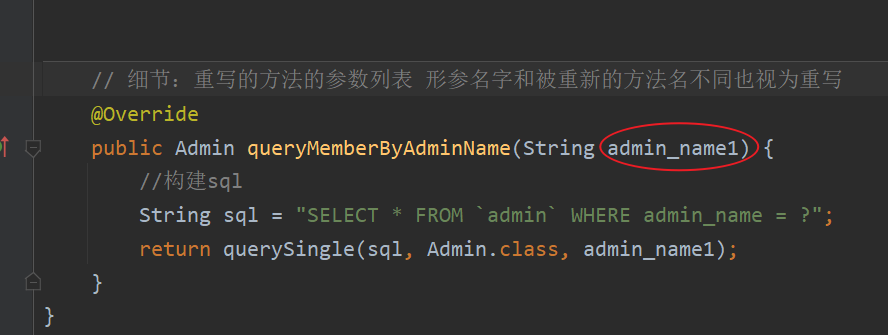 // 细节：重写的方法的参数列表 形参名字和被重新的方法名不同也视为重写
@Override
public Admin queryMemberByAdminName(String admin_name1) {
//构建sql
String sql = "SELECT * FROM `admin` WHERE admin_name = ?";
return querySingle(sql, Admin.class, admin_name1);
}
}